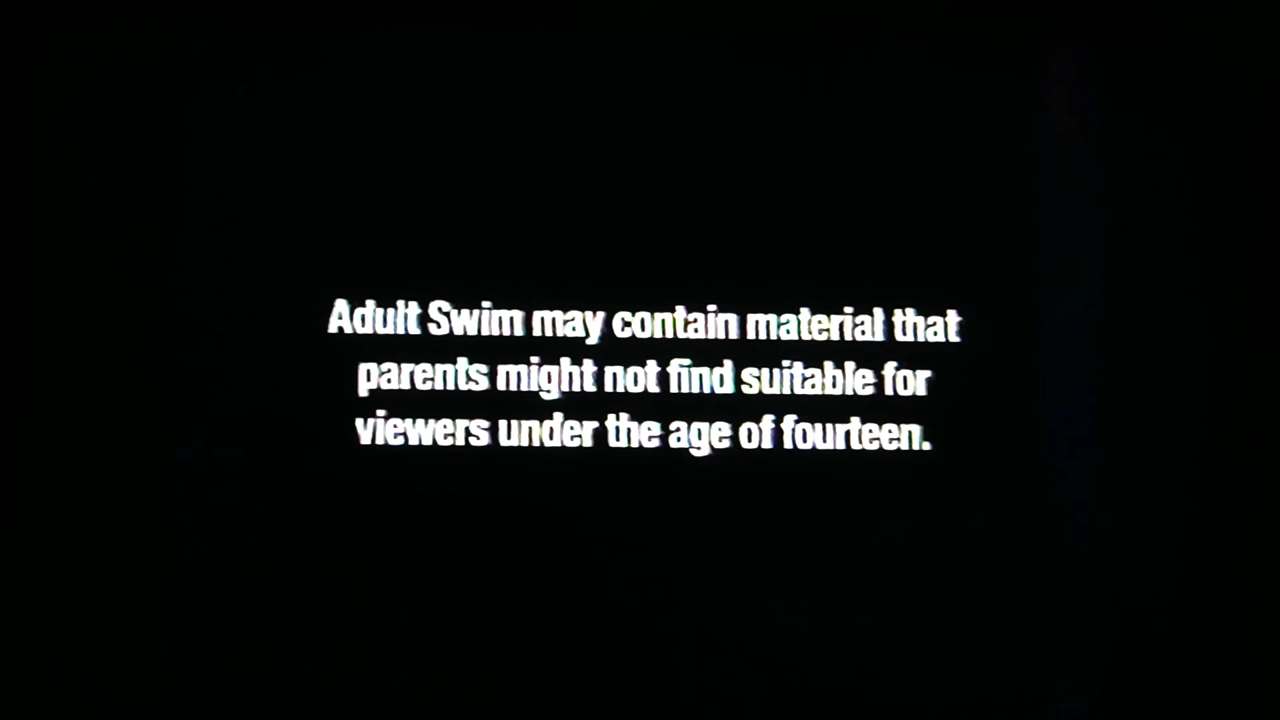 Adult Swim may contain material that
parents might not find suitable for
viewers under the age of fourteen.